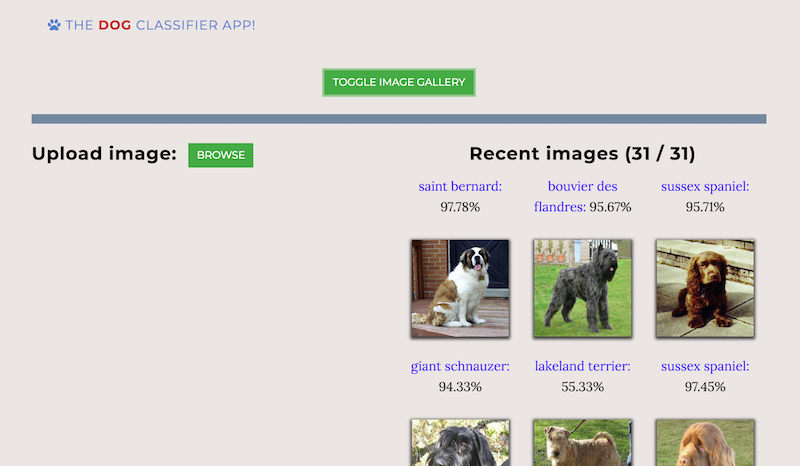 THE DOG CLASSIFIER APP!
TOGGLE IMAGE GALLERY
Upload image:
BROWSE
Recent images (31 / 31)
saint bernard:
97.78%
bouvier des
flandres: 95.67%
sussex spaniel:
95.71%
giant schnauzer:
94.33%
lakeland terrier:
55.33%
sussex spaniel:
97.45%